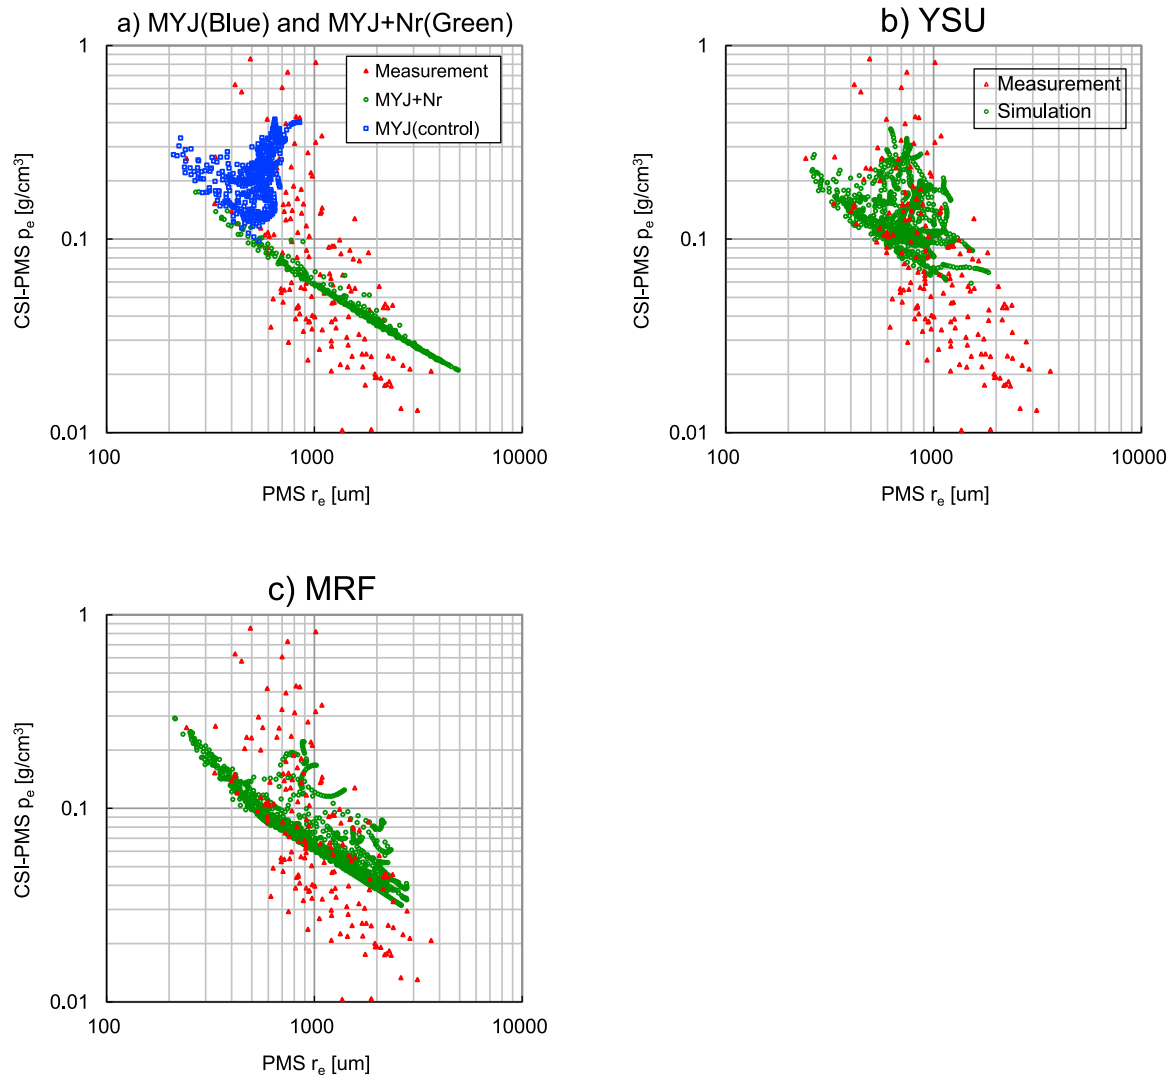 a) MYJ(Blue) and MYJ+Nr(Green)
1
0.1
0.01
100
1000
10000
CSI-PMS pₑ [g/cm³]
PMS rₑ [um]
Measurement
MYJ+Nr
MYJ(control)
b) YSU
1
0.1
0.01
100
1000
10000
CSI-PMS pₑ [g/cm³]
PMS rₑ [um]
Measurement
Simulation
c) MRF
1
0.1
0.01
100
1000
10000
CSI-PMS pₑ [g/cm³]
PMS rₑ [um]